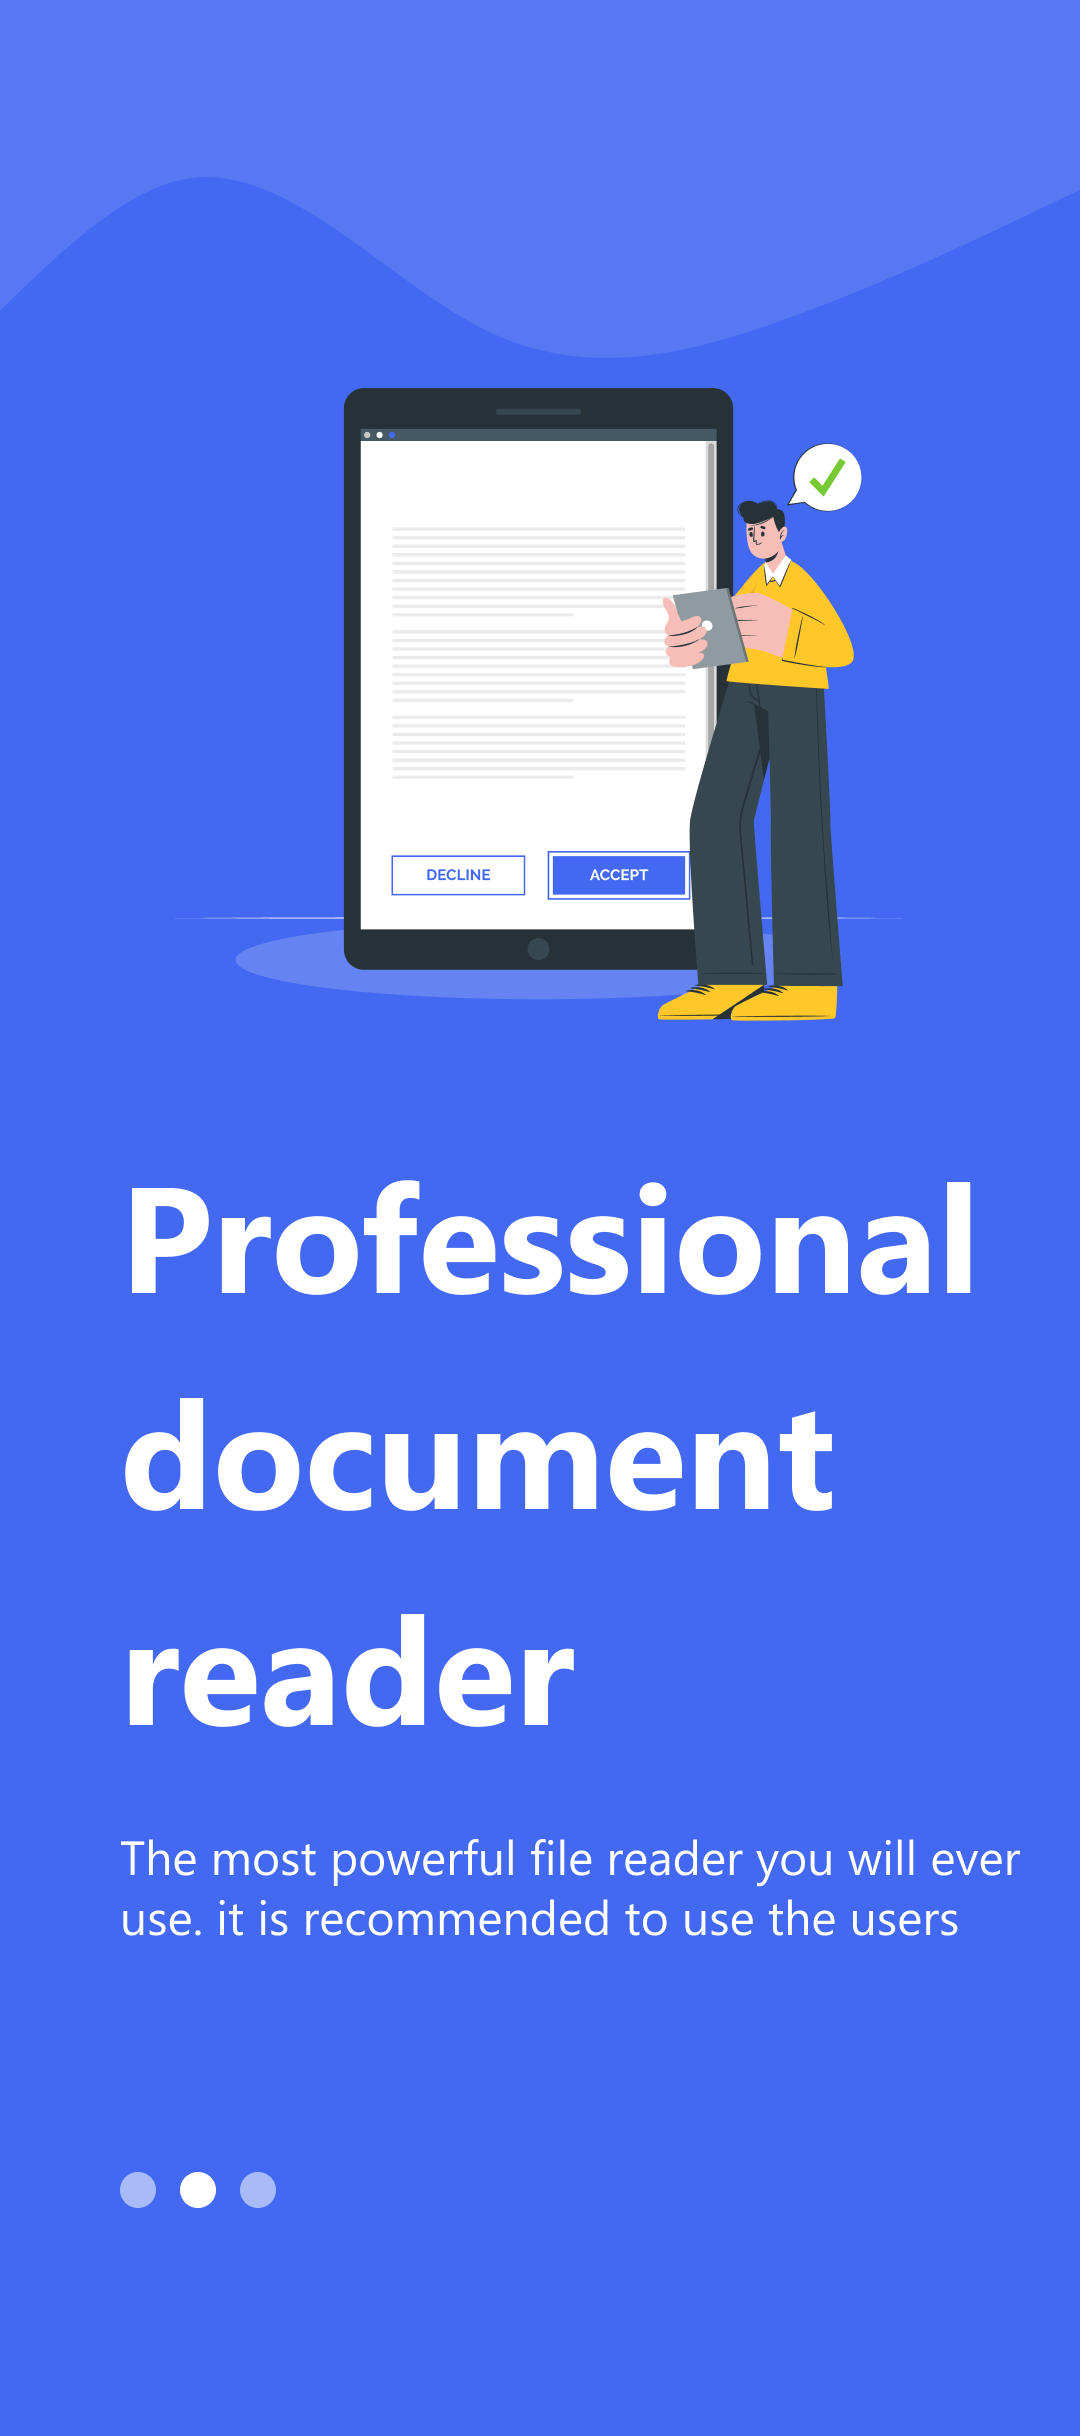 DECLINE ACCEPT
Professional
document
reader
The most powerful file reader you will ever
use. it is recommended to use the users